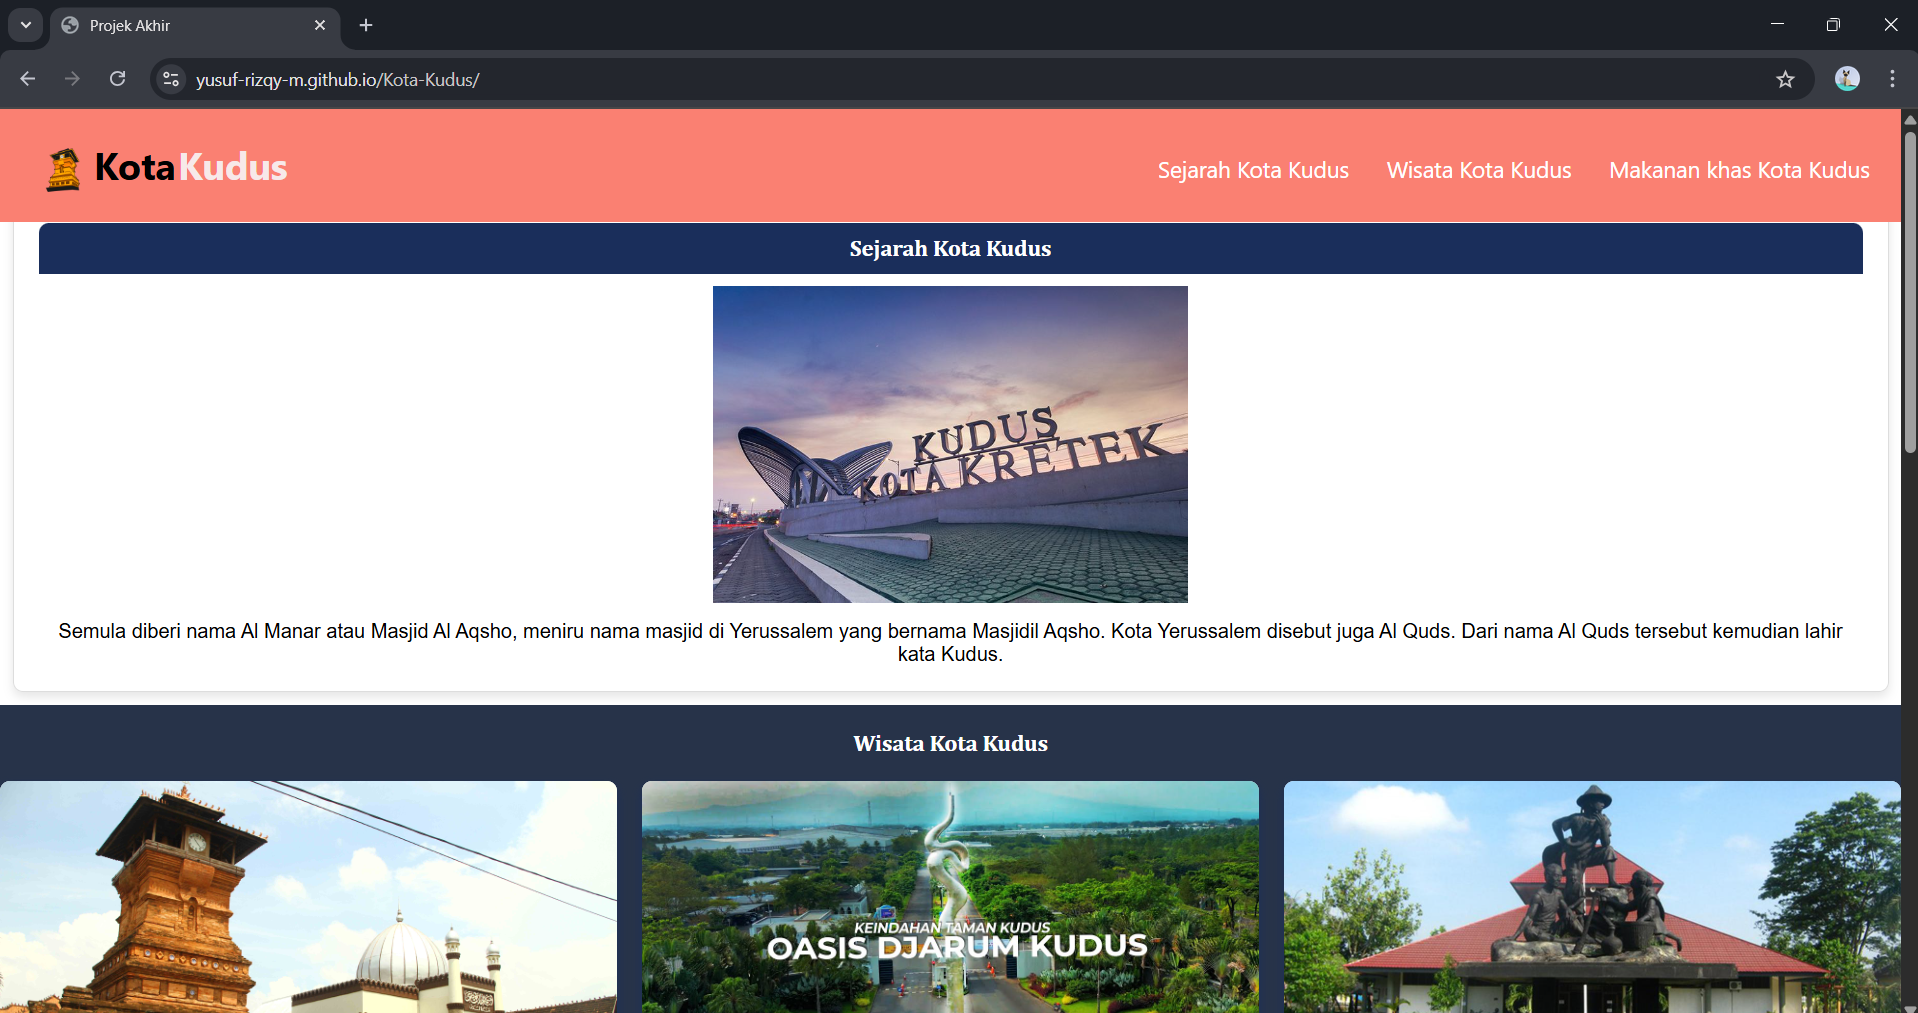 Projek Akhir
yusuf-rizqy-m.github.io/Kota-Kudus/
KotaKudus
Sejarah Kota Kudus
Wisata Kota Kudus
Makanan khas Kota Kudus
Sejarah Kota Kudus
KUDUS
KOTA KRETEK
Semula diberi nama Al Manar atau Masjid Al Aqsho, meniru nama masjid di Yerussalem yang bernama Masjidil Aqsho. Kota Yerussalem disebut juga Al Quds. Dari nama Al Quds tersebut kemudian lahir
kata Kudus.
Wisata Kota Kudus
KEINDAHAN TAMAN KUDUS
OASIS DJARUM KUDUS